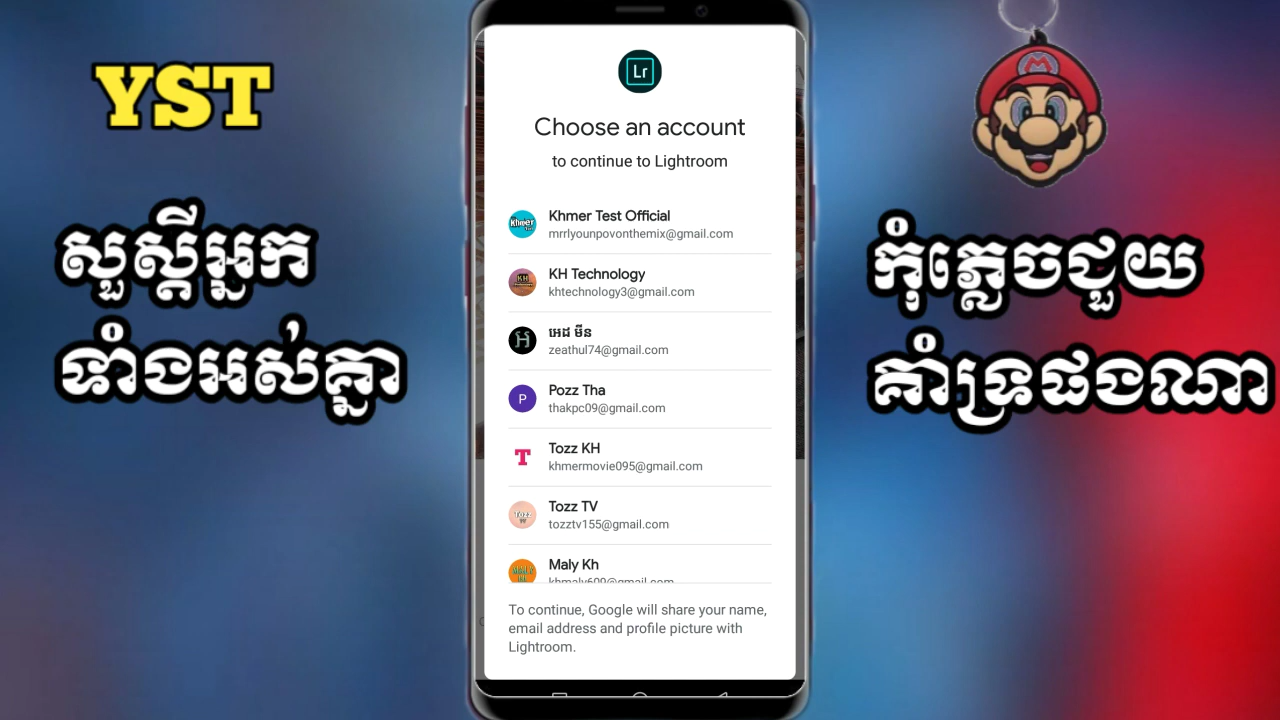 YST
សួស្តីអ្នក
ទាំងអស់គ្នា
Lr
Choose an account
to continue to Lightroom
Khmer Test Official
mrrlyounpovonthemix@gmail.com
KH Technology
khtechnology3@gmail.com
អេដ មីន
zeathul74@gmail.com
P
Pozz Tha
thakpc09@gmail.com
T
Tozz KH
khmermovie095@gmail.com
Tozz TV
tozztv155@gmail.com
Maly Kh
khmaly609@gmail.com
To continue, Google will share your name,
email address and profile picture with
Lightroom.
M
កុំភ្លេចជួយ
គាំទ្រផងណា